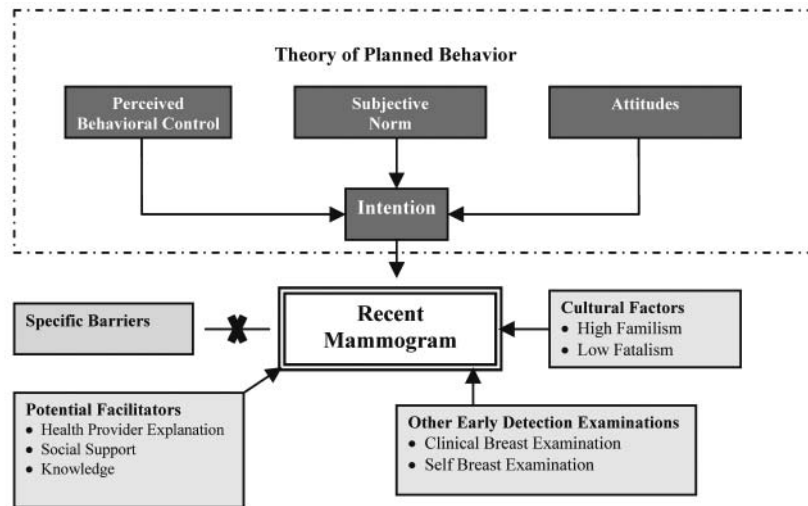 Theory of Planned Behavior
Perceived
Behavioral Control
Subjective
Norm
Attitudes
Intention
Specific Barriers
Recent
Mammogram
Cultural Factors
• High Familism
• Low Fatalism
Potential Facilitators
• Health Provider Explanation
• Social Support
• Knowledge
Other Early Detection Examinations
• Clinical Breast Examination
• Self Breast Examination